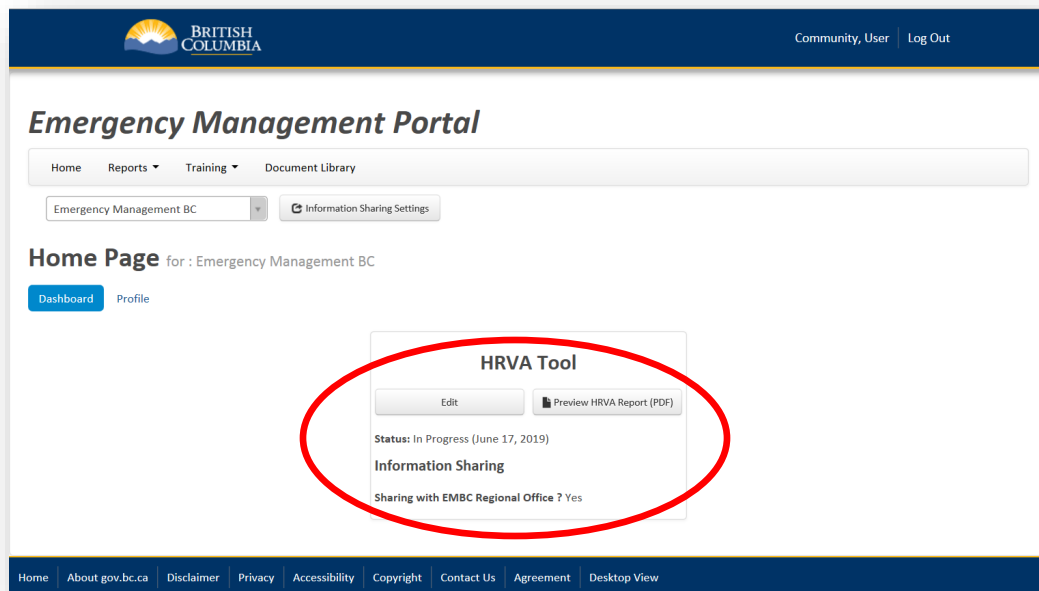 BRITISH
COLUMBIA
Community, User Log Out
Emergency Management Portal
Home Reports Training Document Library
Emergency Management BC Information Sharing Settings
Home Page for : Emergency Management BC
Dashboard Profile
HRVA Tool
Edit Preview HRVA Report (PDF)
Status: In Progress (June 17, 2019)
Information Sharing
Sharing with EMBC Regional Office ? Yes
Home About gov.bc.ca Disclaimer Privacy Accessibility Copyright Contact Us Agreement Desktop View